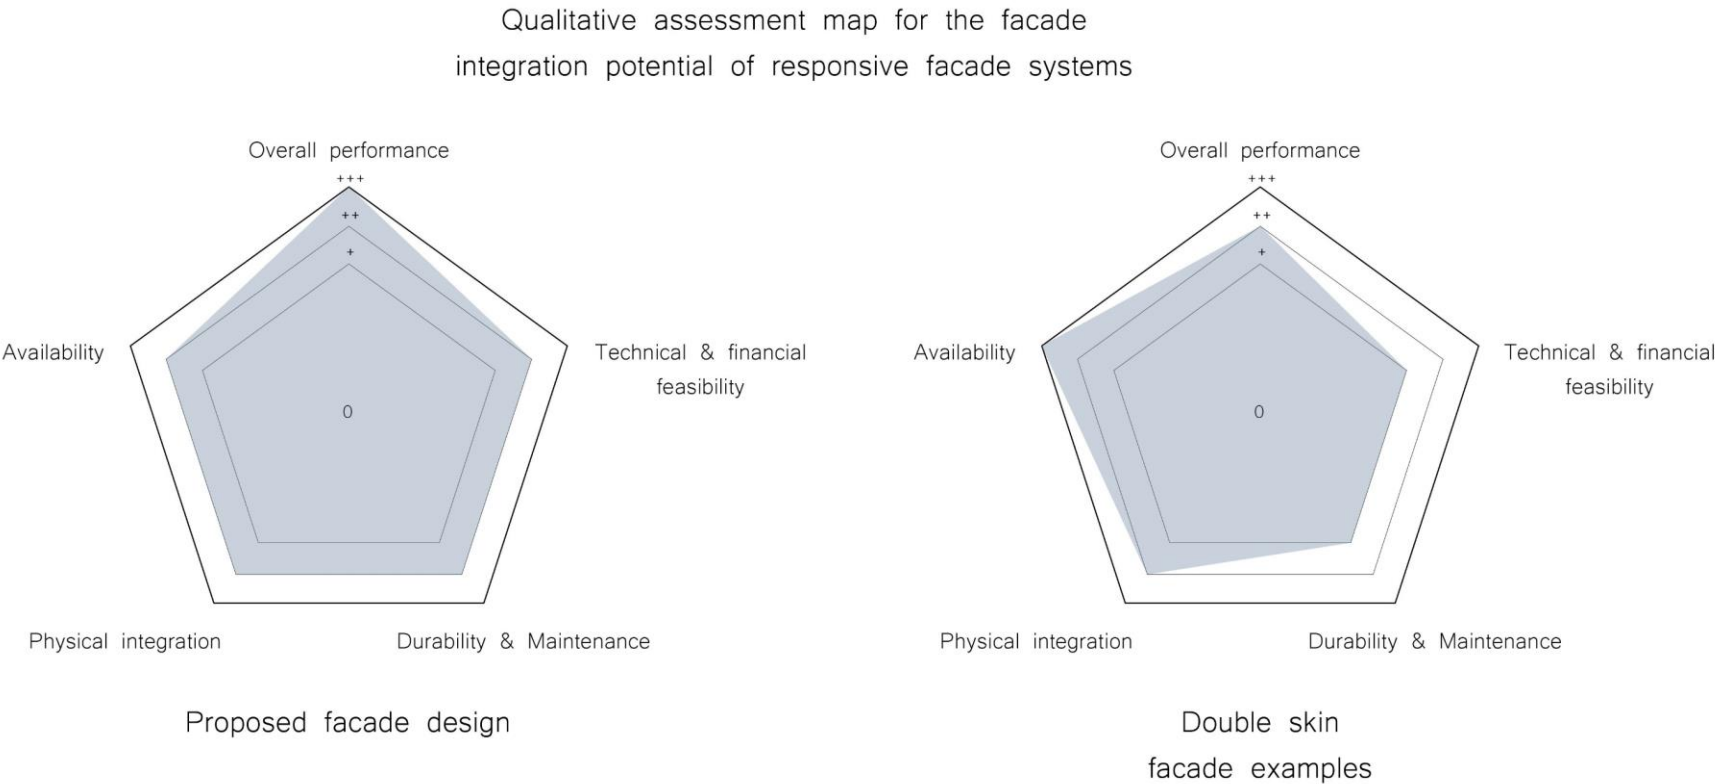 Qualitative assessment map for the facade
integration potential of responsive facade systems
Overall performance
+++
++
+
Availability
Technical & financial
feasibility
0
Physical integration
Durability & Maintenance
Proposed facade design
Overall performance
+++
++
+
Availability
Technical & financial
feasibility
0
Physical integration
Durability & Maintenance
Double skin
facade examples